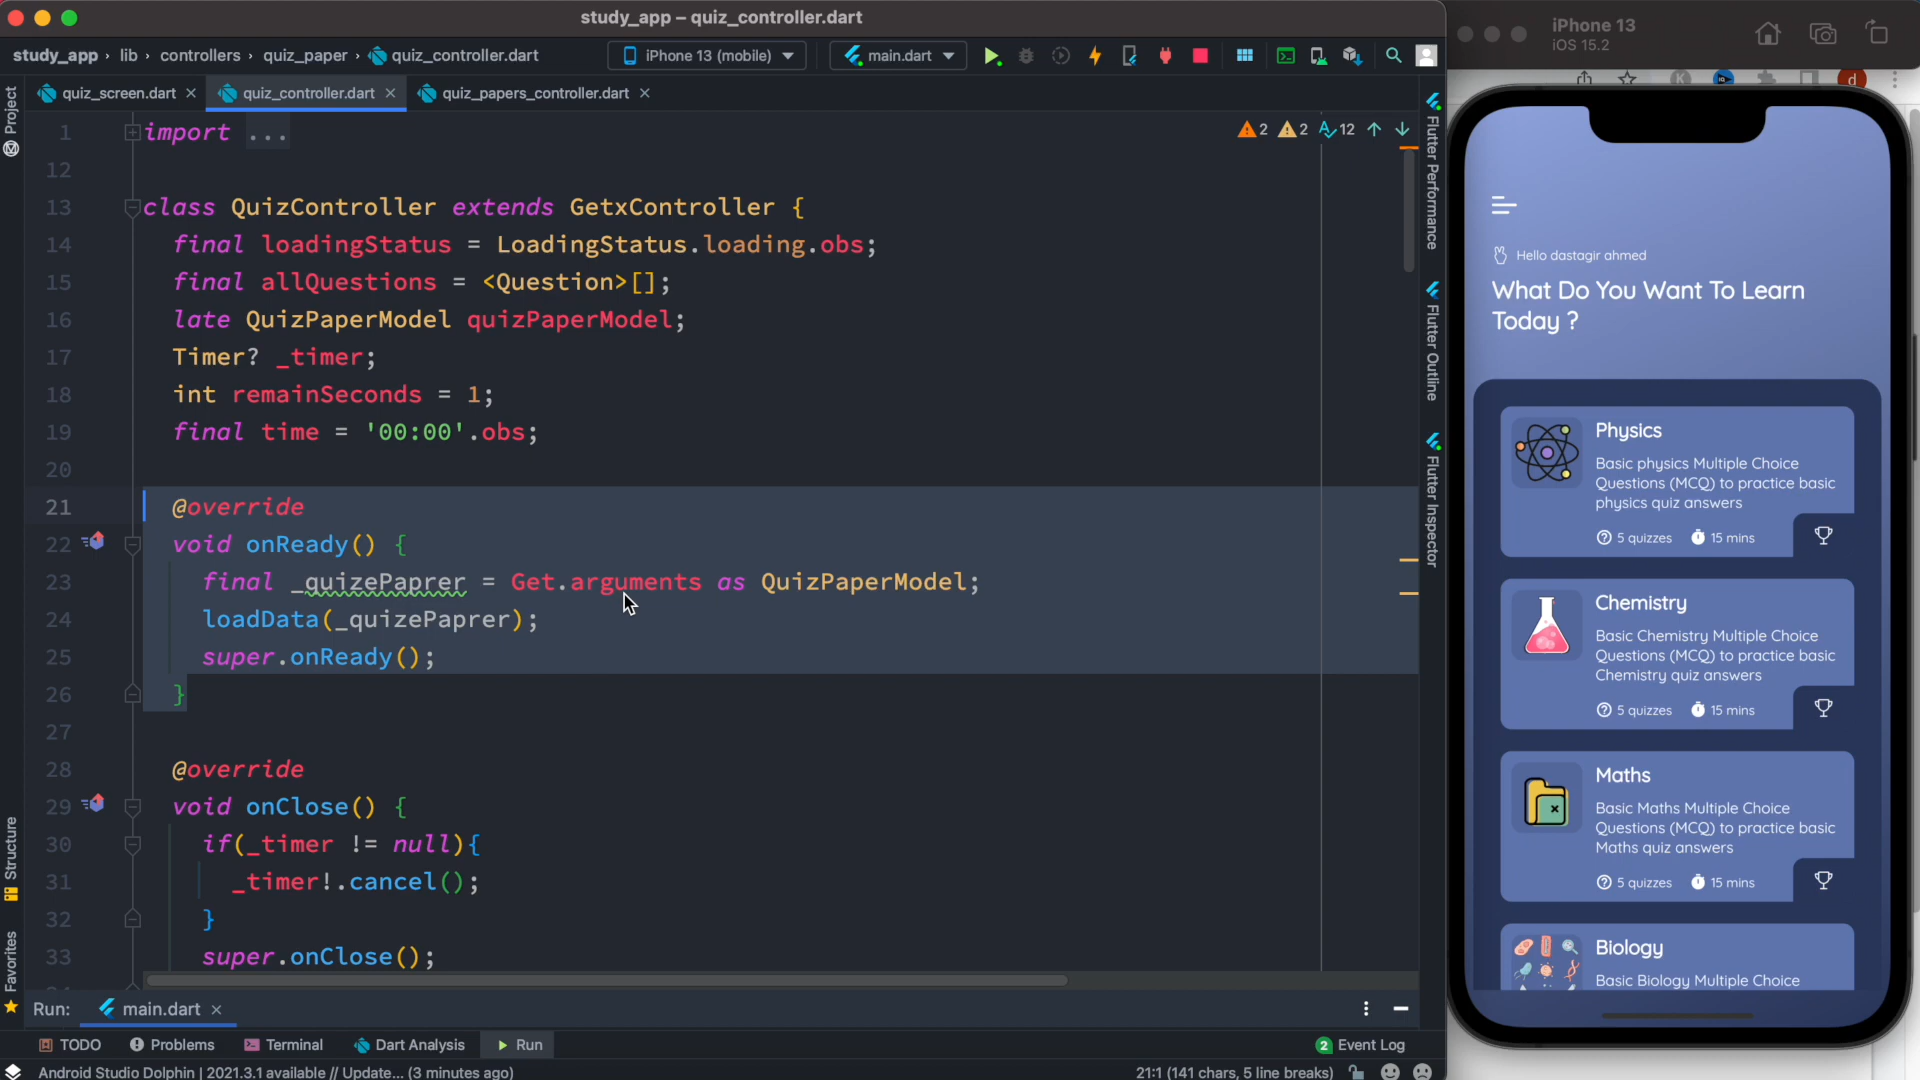 study_app – quiz_controller.dart
study_app › lib › controllers › quiz_paper › quiz_controller.dart
iPhone 13 (mobile)
main.dart
quiz_screen.dart
quiz_controller.dart
quiz_papers_controller.dart
2 2 12
1 import ...
12
13 class QuizController extends GetxController {
14 final loadingStatus = LoadingStatus.loading.obs;
15 final allQuestions = <Question>[];
16 late QuizPaperModel quizPaperModel;
17 Timer? _timer;
18 int remainSeconds = 1;
19 final time = '00:00'.obs;
20
21 @override
22 void onReady() {
23 final _quizePaprer = Get.arguments as QuizPaperModel;
24 loadData(_quizePaprer);
25 super.onReady();
26 }
27
28 @override
29 void onClose() {
30 if(_timer != null){
31 _timer!.cancel();
32 }
33 super.onClose();
Project
Structure
Favorites
Flutter Performance
Flutter Outline
Flutter Inspector
Run: main.dart
TODO
Problems
Terminal
Dart Analysis
Run
2 Event Log
Android Studio Dolphin | 2021.3.1 available // Update... (3 minutes ago)
21:1 (141 chars, 5 line breaks)
iPhone 13
iOS 15.2
d
Hello dastagir ahmed
What Do You Want To Learn
Today ?
Physics
Basic physics Multiple Choice
Questions (MCQ) to practice basic
physics quiz answers
5 quizzes 15 mins
Chemistry
Basic Chemistry Multiple Choice
Questions (MCQ) to practice basic
Chemistry quiz answers
5 quizzes 15 mins
Maths
Basic Maths Multiple Choice
Questions (MCQ) to practice basic
Maths quiz answers
5 quizzes 15 mins
Biology
Basic Biology Multiple Choice